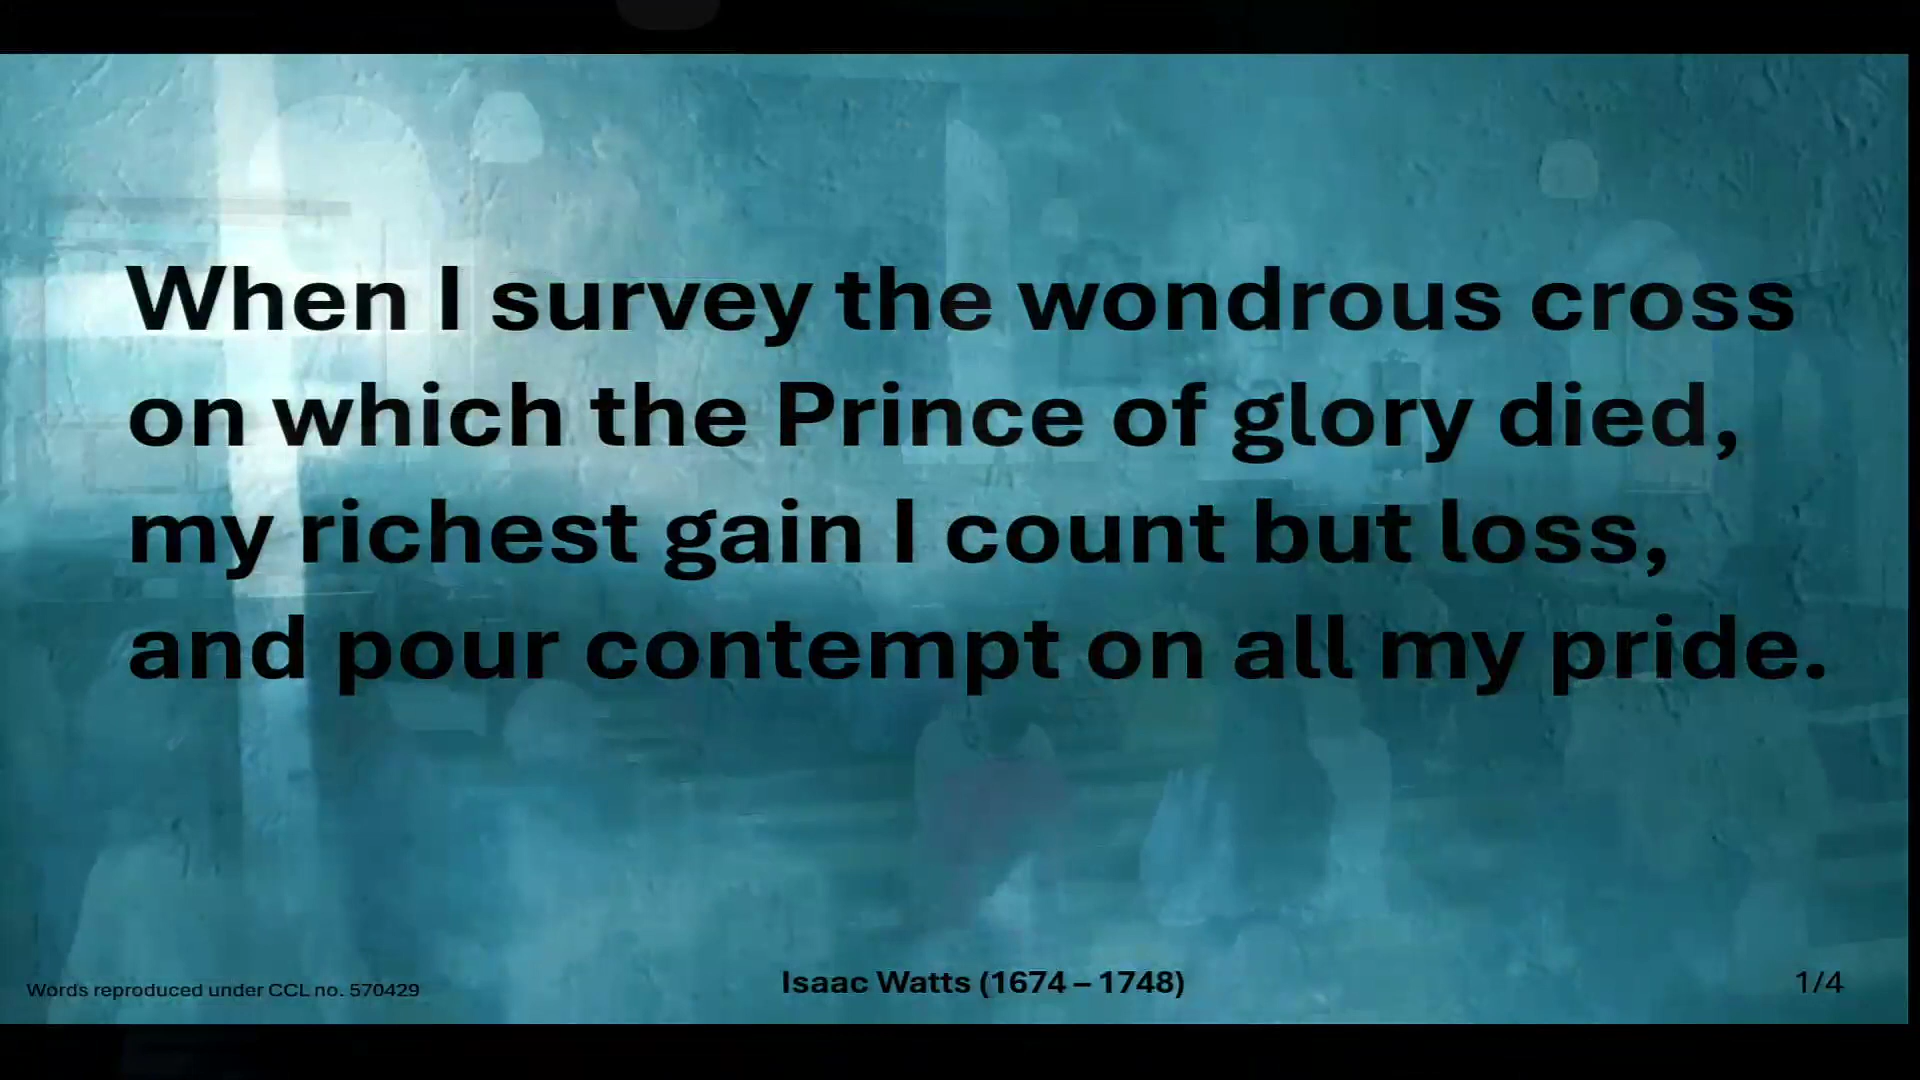 When I survey the wondrous cross
on which the Prince of glory died,
my richest gain I count but loss,
and pour contempt on all my pride.
Words reproduced under CCL no. 570429
Isaac Watts (1674 – 1748)
1/4